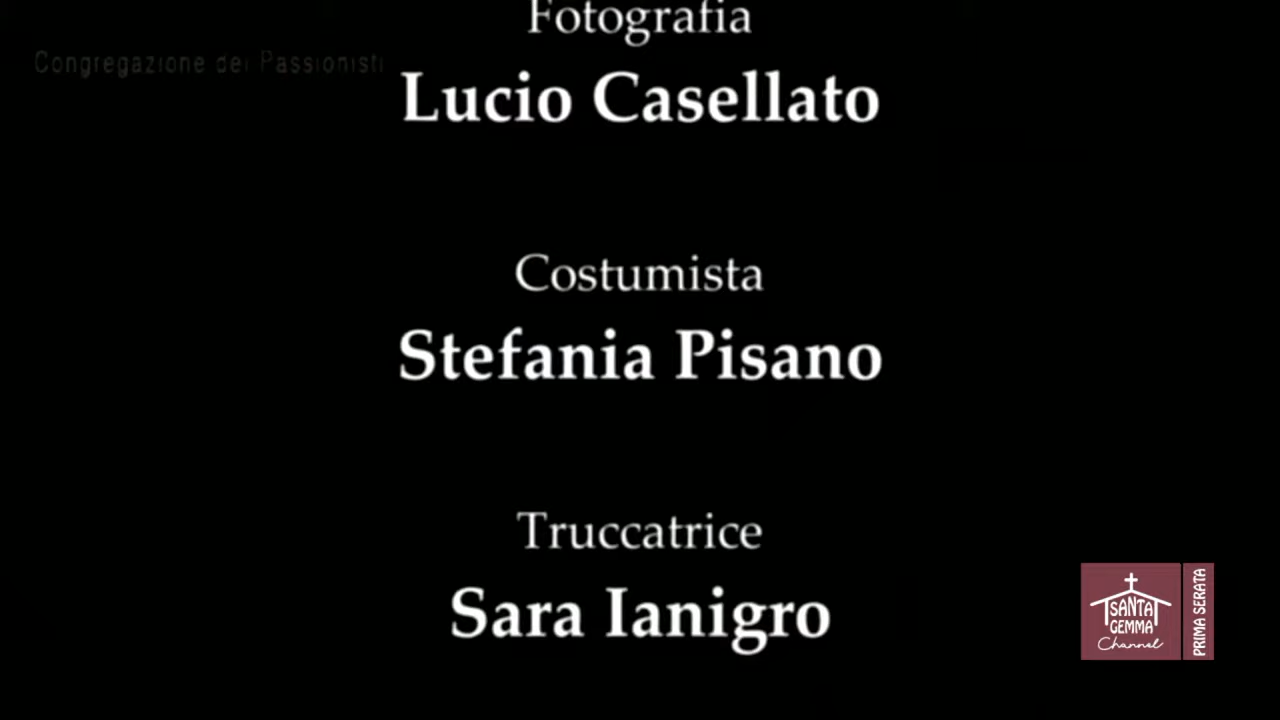 Fotografia
Congregazione dei Passionisti
Lucio Casellato
Costumista
Stefania Pisano
Truccatrice
Sara Ianigro
SANTA
GEMMA
Channel
PRIMA SERATA